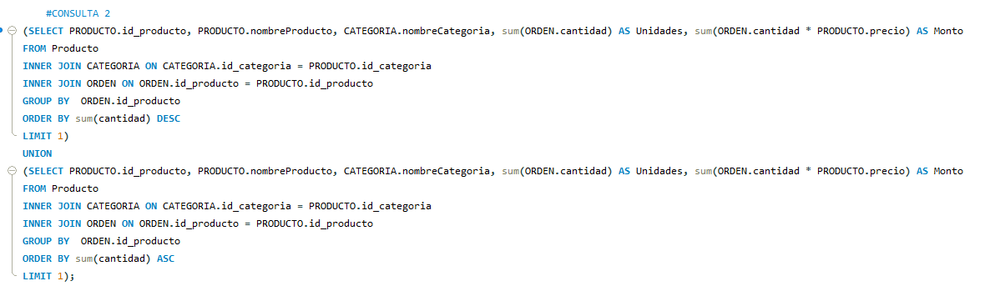 #CONSULTA 2
(SELECT PRODUCTO.id_producto, PRODUCTO.nombreProducto, CATEGORIA.nombreCategoria, sum(ORDEN.cantidad) AS Unidades, sum(ORDEN.cantidad * PRODUCTO.precio) AS Monto
FROM Producto
INNER JOIN CATEGORIA ON CATEGORIA.id_categoria = PRODUCTO.id_categoria
INNER JOIN ORDEN ON ORDEN.id_producto = PRODUCTO.id_producto
GROUP BY  ORDEN.id_producto
ORDER BY sum(cantidad) DESC
LIMIT 1)
UNION
(SELECT PRODUCTO.id_producto, PRODUCTO.nombreProducto, CATEGORIA.nombreCategoria, sum(ORDEN.cantidad) AS Unidades, sum(ORDEN.cantidad * PRODUCTO.precio) AS Monto
FROM Producto
INNER JOIN CATEGORIA ON CATEGORIA.id_categoria = PRODUCTO.id_categoria
INNER JOIN ORDEN ON ORDEN.id_producto = PRODUCTO.id_producto
GROUP BY  ORDEN.id_producto
ORDER BY sum(cantidad) ASC
LIMIT 1);